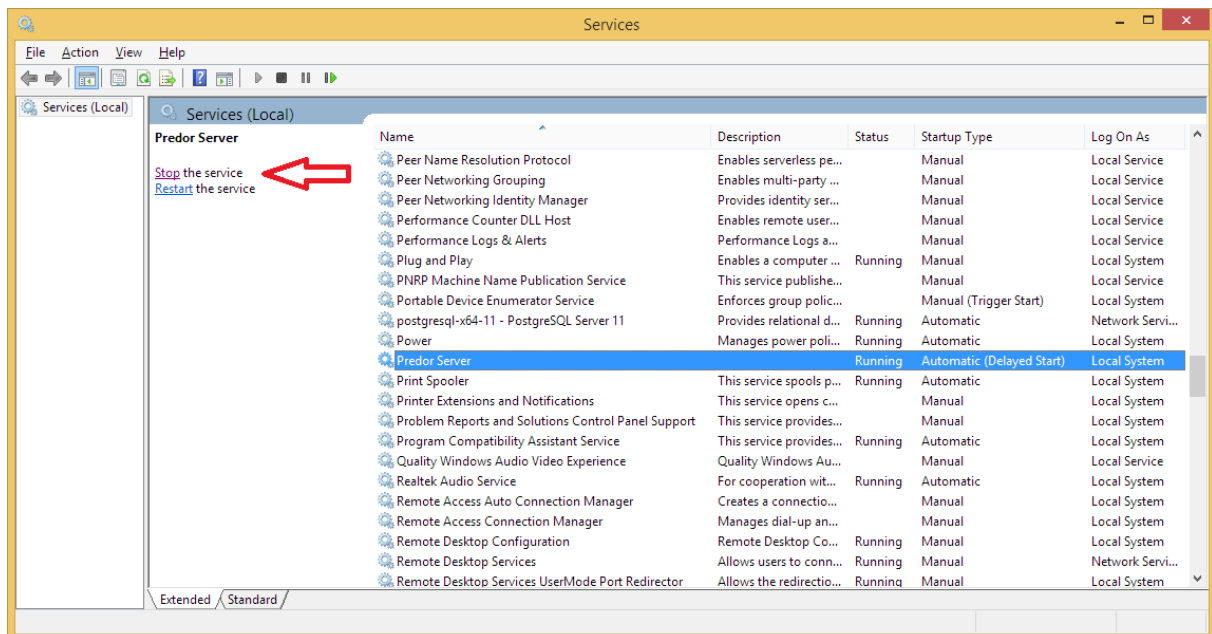 Services
File Action View Help
Services (Local)
Services (Local)
Predor Server
Stop the service
Restart the service
Name Description Status Startup Type Log On As
Peer Name Resolution Protocol Enables serverless pe... Manual Local Service
Peer Networking Grouping Enables multi-party ... Manual Local Service
Peer Networking Identity Manager Provides identity ser... Manual Local Service
Performance Counter DLL Host Enables remote user... Manual Local Service
Performance Logs & Alerts Performance Logs a... Manual Local Service
Plug and Play Enables a computer ... Running Manual Local System
PNRP Machine Name Publication Service This service publishe... Manual Local Service
Portable Device Enumerator Service Enforces group polic... Manual (Trigger Start) Local System
postgresql-x64-11 - PostgreSQL Server 11 Provides relational d... Running Automatic Network Servi...
Power Manages power poli... Running Automatic Local System
Predor Server Running Automatic (Delayed Start) Local System
Print Spooler This service spools p... Running Automatic Local System
Printer Extensions and Notifications This service opens c... Manual Local System
Problem Reports and Solutions Control Panel Support This service provides... Manual Local System
Program Compatibility Assistant Service This service provides... Running Automatic Local System
Quality Windows Audio Video Experience Quality Windows Au... Manual Local Service
Realtek Audio Service For cooperation wit... Running Automatic Local System
Remote Access Auto Connection Manager Creates a connectio... Manual Local System
Remote Access Connection Manager Manages dial-up an... Manual Local System
Remote Desktop Configuration Remote Desktop Co... Running Manual Local System
Remote Desktop Services Allows users to conn... Running Manual Network Servi...
Remote Desktop Services UserMode Port Redirector Allows the redirectio... Running Manual Local System
Extended Standard